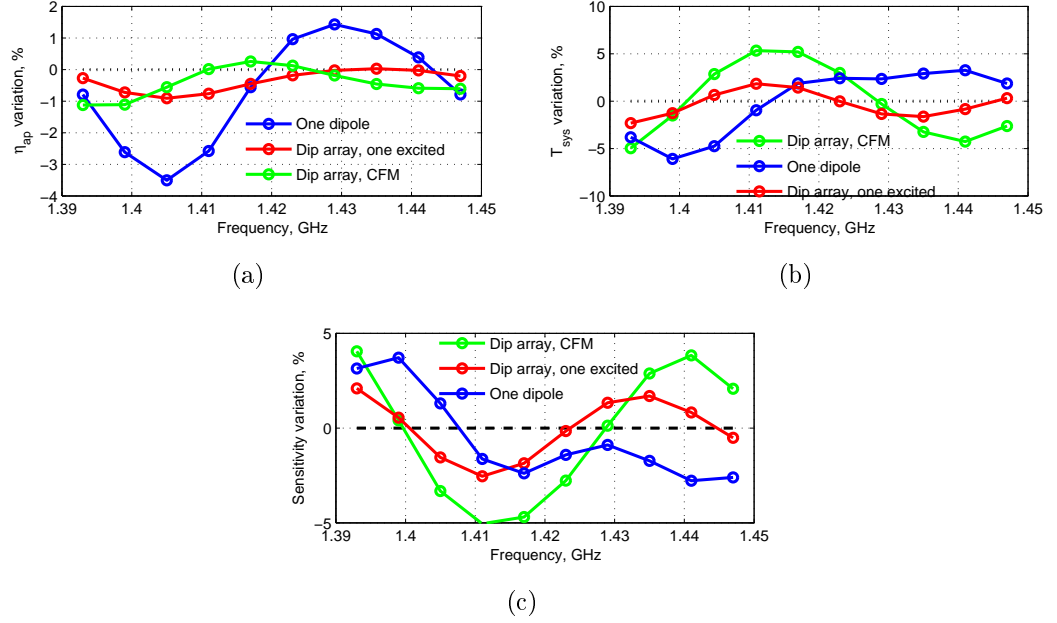 2
1
0
−1
−2
−3
−4
1.39
1.4
1.41
1.42
1.43
1.44
1.45
η_ap variation, %
Frequency, GHz
One dipole
Dip array, one excited
Dip array, CFM
(a)
10
5
0
−5
−10
1.39
1.4
1.41
1.42
1.43
1.44
1.45
T_sys variation, %
Frequency, GHz
Dip array, CFM
One dipole
Dip array, one excited
(b)
5
0
−5
1.39
1.4
1.41
1.42
1.43
1.44
1.45
Sensitivity variation, %
Frequency, GHz
Dip array, CFM
Dip array, one excited
One dipole
(c)